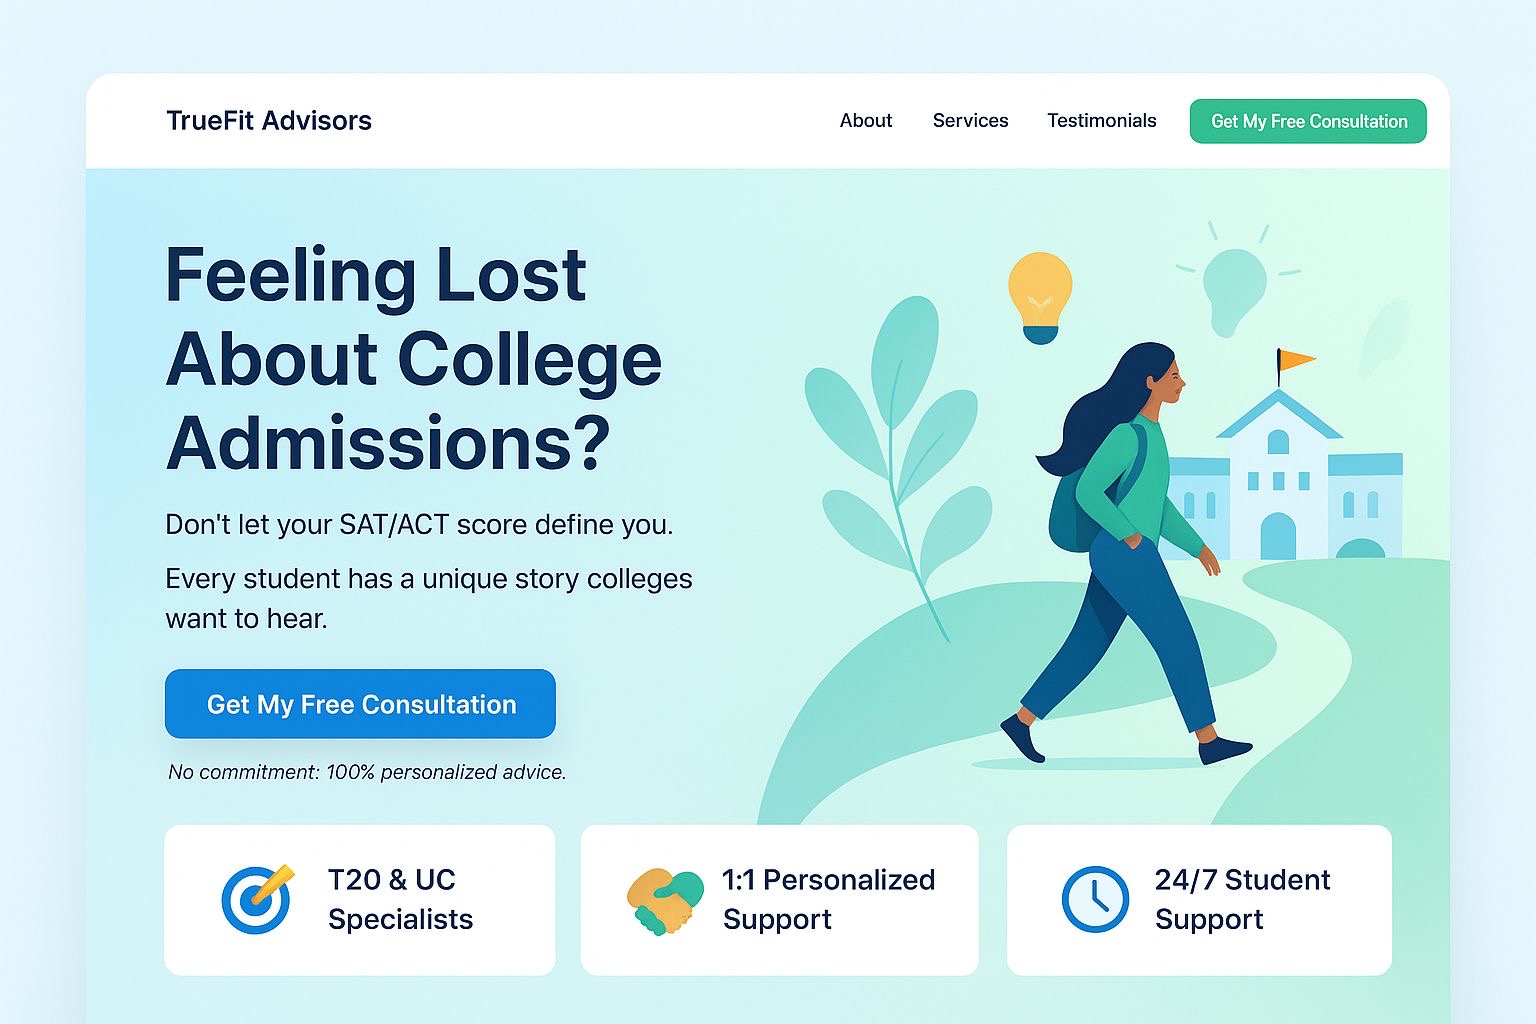 TrueFit Advisors
About
Services
Testimonials
Get My Free Consultation
Feeling Lost
About College
Admissions?
Don't let your SAT/ACT score define you.
Every student has a unique story colleges
want to hear.
Get My Free Consultation
No commitment: 100% personalized advice.
T20 & UC
Specialists
1:1 Personalized
Support
24/7 Student
Support